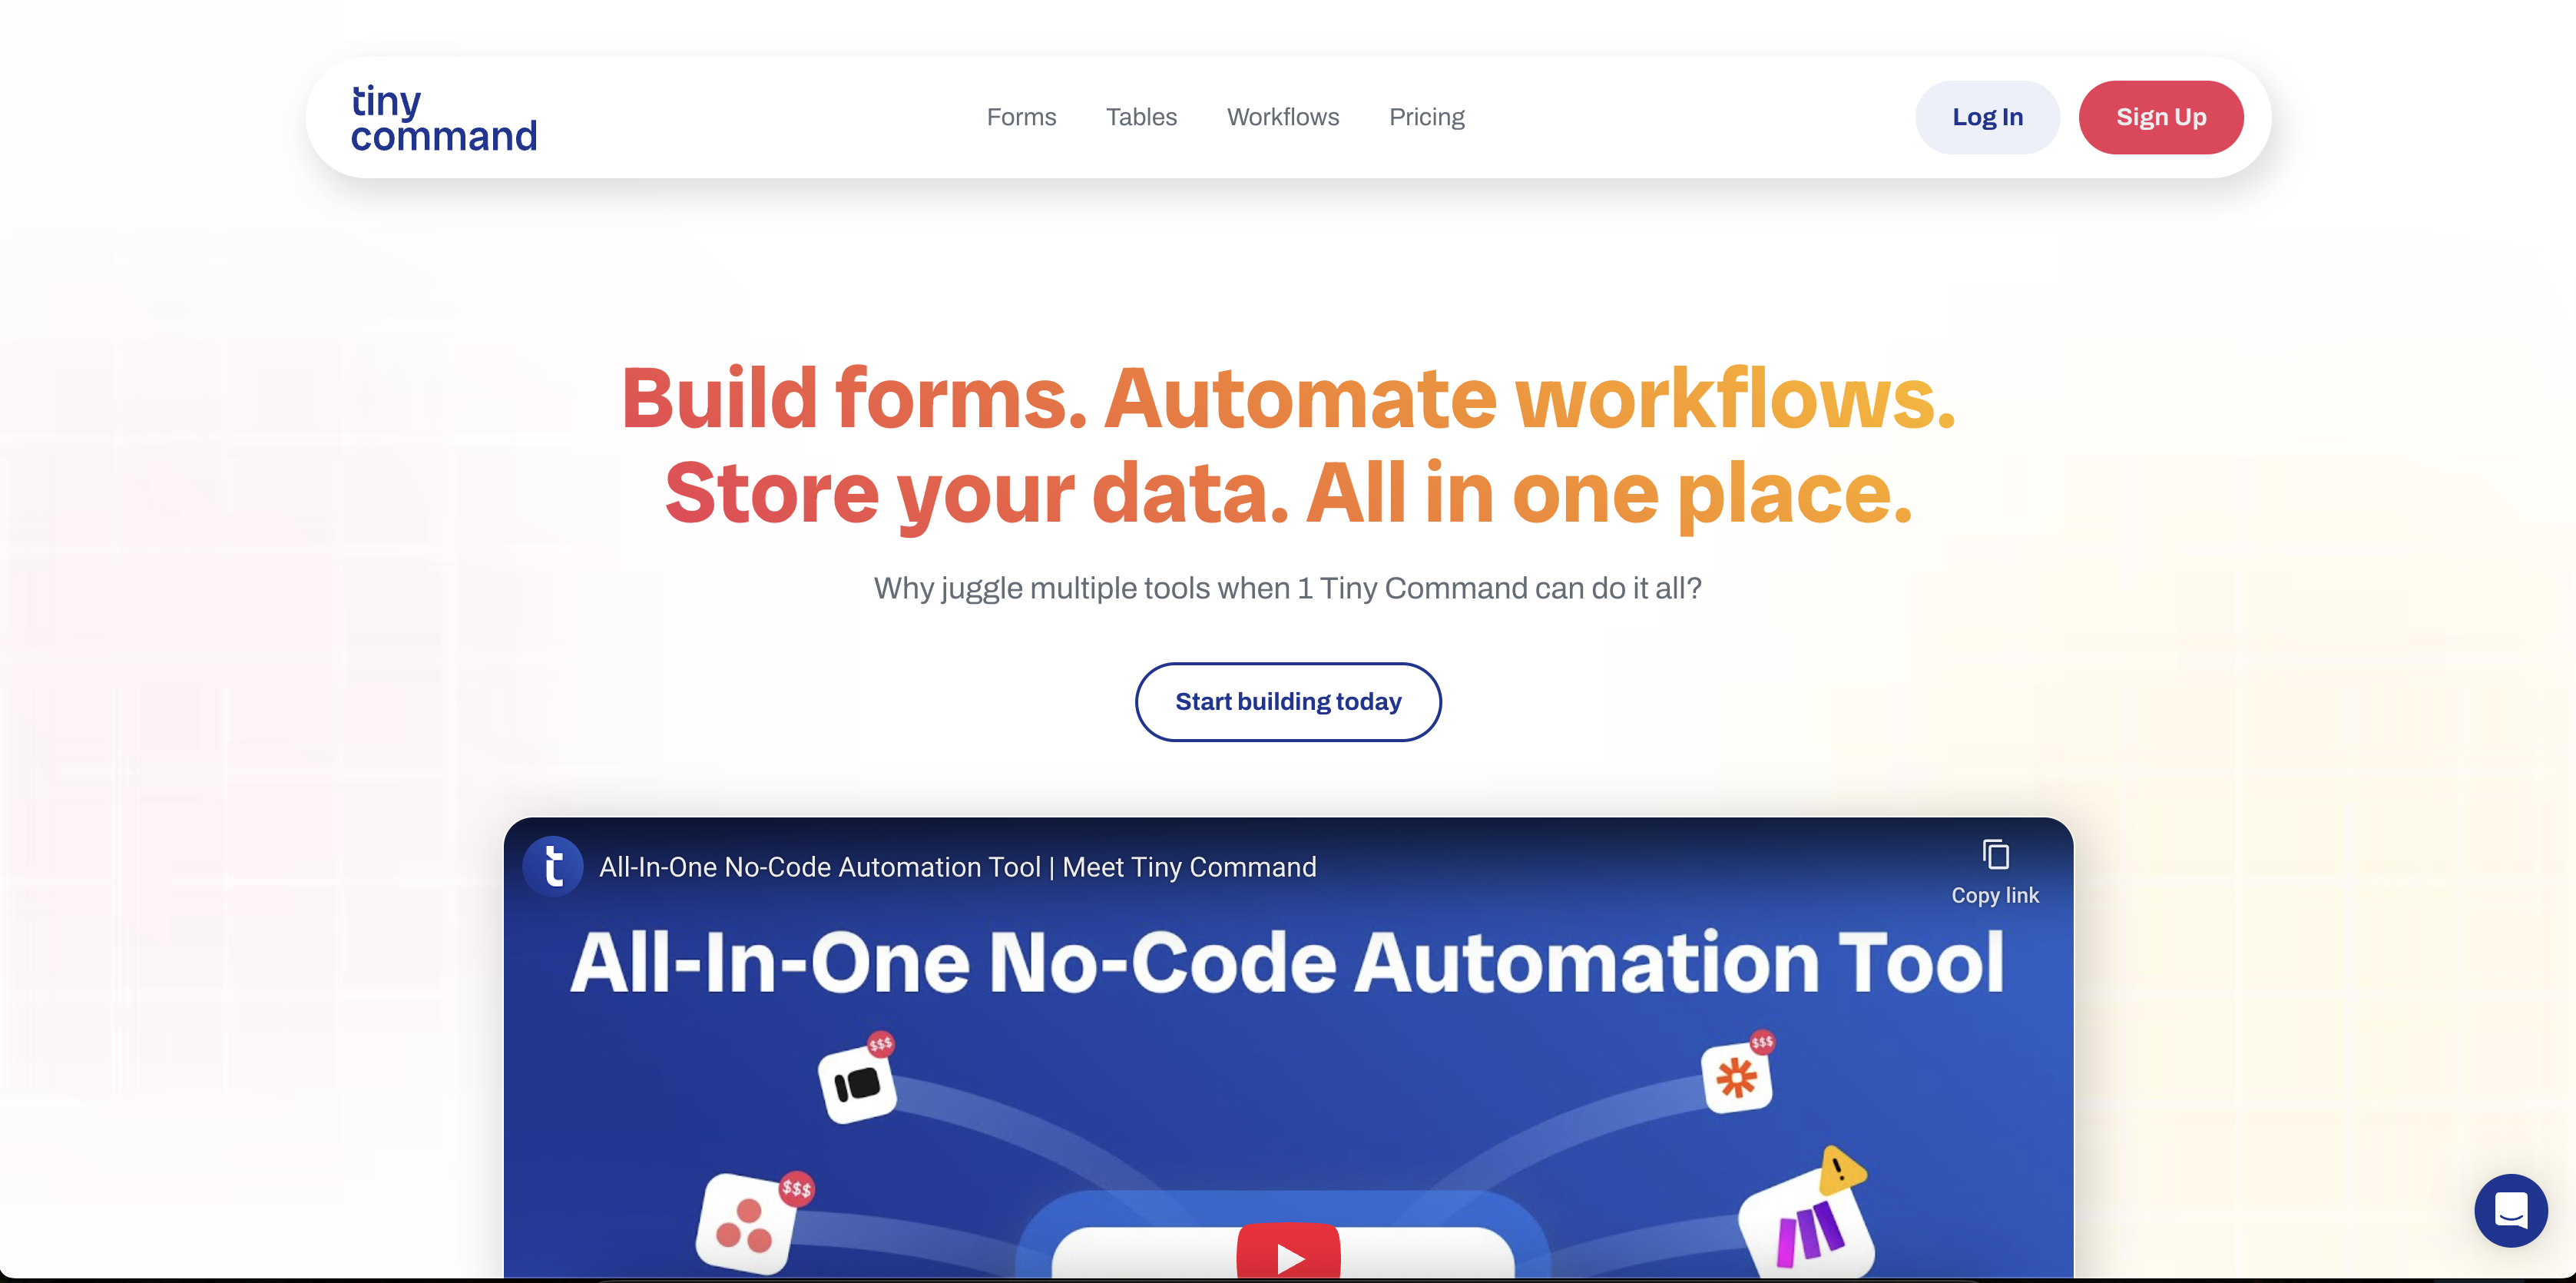 tiny
command
Forms Tables Workflows Pricing
Log In Sign Up
Build forms. Automate workflows.
Store your data. All in one place.
Why juggle multiple tools when 1 Tiny Command can do it all?
Start building today
t All-In-One No-Code Automation Tool | Meet Tiny Command
Copy link
All-In-One No-Code Automation Tool
$$$ $$$
!
$$$